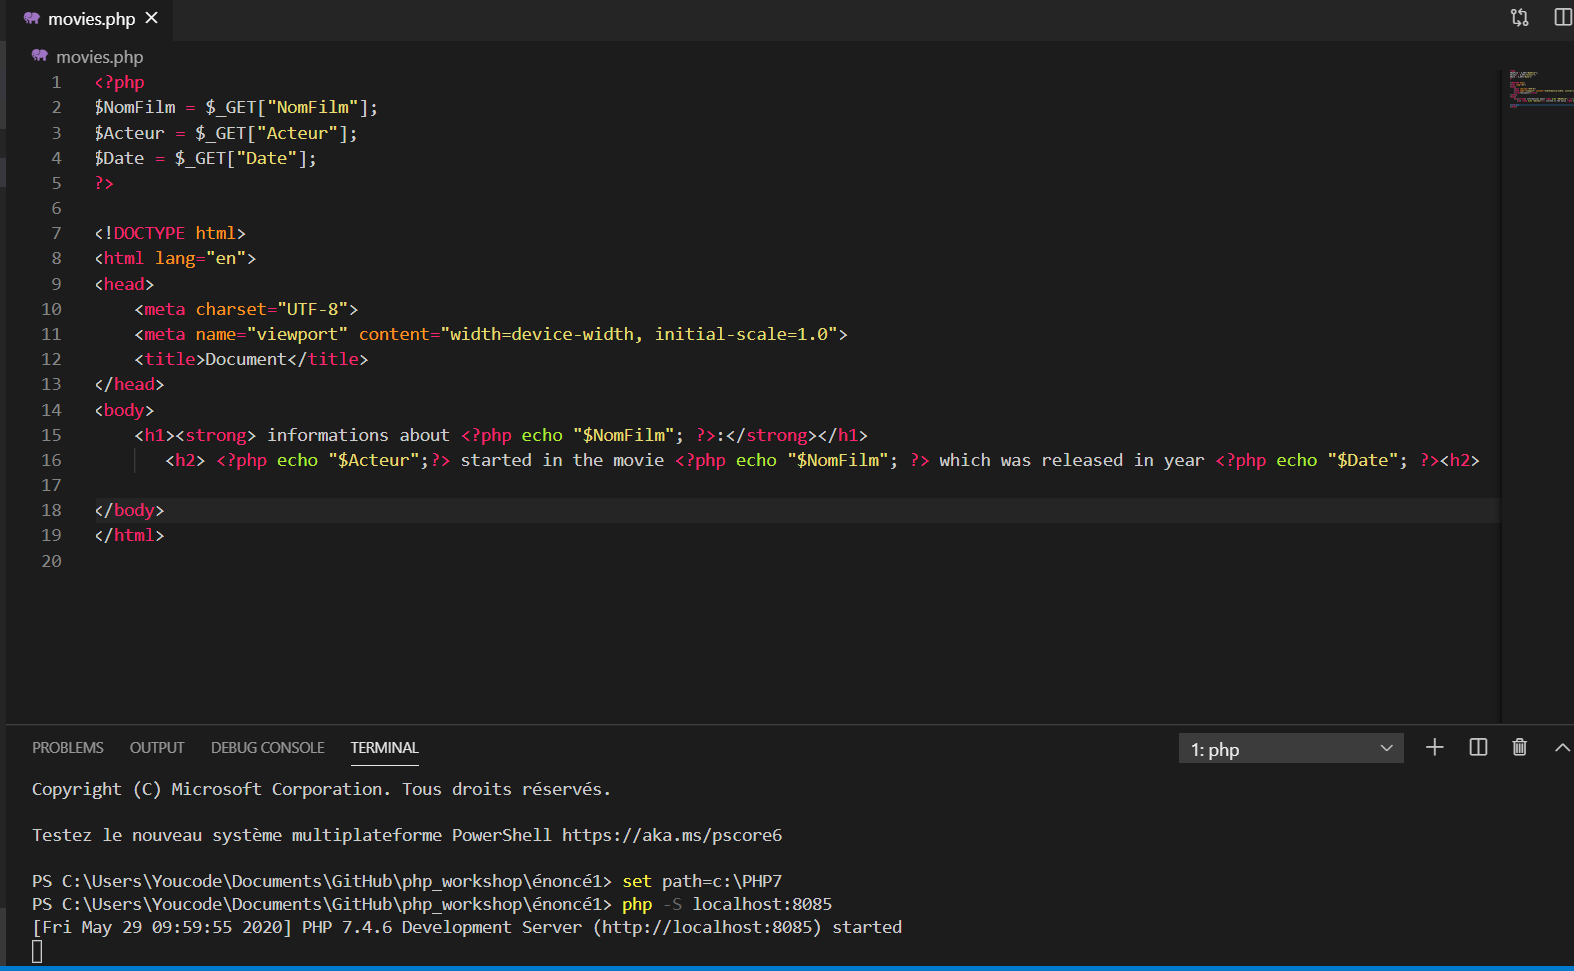 movies.php
movies.php
1 <?php
2 $NomFilm = $_GET["NomFilm"];
3 $Acteur = $_GET["Acteur"];
4 $Date = $_GET["Date"];
5 ?>
6
7 <!DOCTYPE html>
8 <html lang="en">
9 <head>
10     <meta charset="UTF-8">
11     <meta name="viewport" content="width=device-width, initial-scale=1.0">
12     <title>Document</title>
13 </head>
14 <body>
15     <h1><strong> informations about <?php echo "$NomFilm"; ?>:</strong></h1>
16        <h2> <?php echo "$Acteur";?> started in the movie <?php echo "$NomFilm"; ?> which was released in year <?php echo "$Date"; ?><h2>
17
18 </body>
19 </html>
20
PROBLEMS OUTPUT DEBUG CONSOLE TERMINAL 1: php
Copyright (C) Microsoft Corporation. Tous droits réservés.
Testez le nouveau système multiplateforme PowerShell https://aka.ms/pscore6
PS C:\Users\Youcode\Documents\GitHub\php_workshop\énoncé1> set path=c:\PHP7
PS C:\Users\Youcode\Documents\GitHub\php_workshop\énoncé1> php -S localhost:8085
[Fri May 29 09:59:55 2020] PHP 7.4.6 Development Server (http://localhost:8085) started